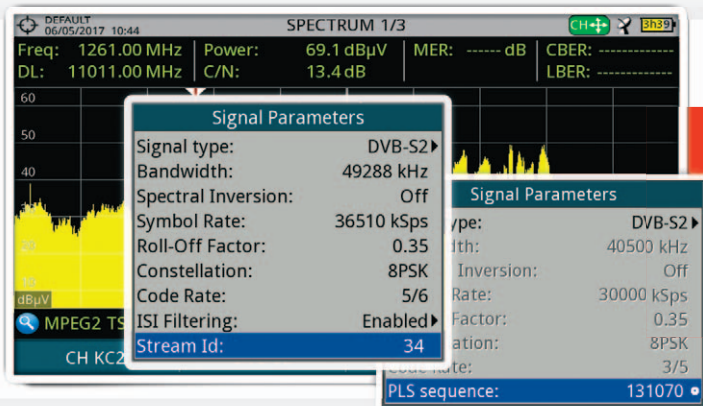 DEFAULT
06/05/2017 10:44
SPECTRUM 1/3
CH
3h39
Freq: 1261.00 MHz
Power: 69.1 dBµV
MER: ------ dB
CBER: -------------
DL: 11011.00 MHz
C/N: 13.4 dB
LBER: -------------
60
50
40
dBµV
MPEG2 TS
CH KC2
Signal Parameters
Signal type: DVB-S2
Bandwidth: 49288 kHz
Spectral Inversion: Off
Symbol Rate: 36510 kSps
Roll-Off Factor: 0.35
Constellation: 8PSK
Code Rate: 5/6
ISI Filtering: Enabled
Stream Id: 34
Signal Parameters
ype: DVB-S2
dth: 40500 kHz
Inversion: Off
Rate: 30000 kSps
Factor: 0.35
ation: 8PSK
Code Rate: 3/5
PLS sequence: 131070